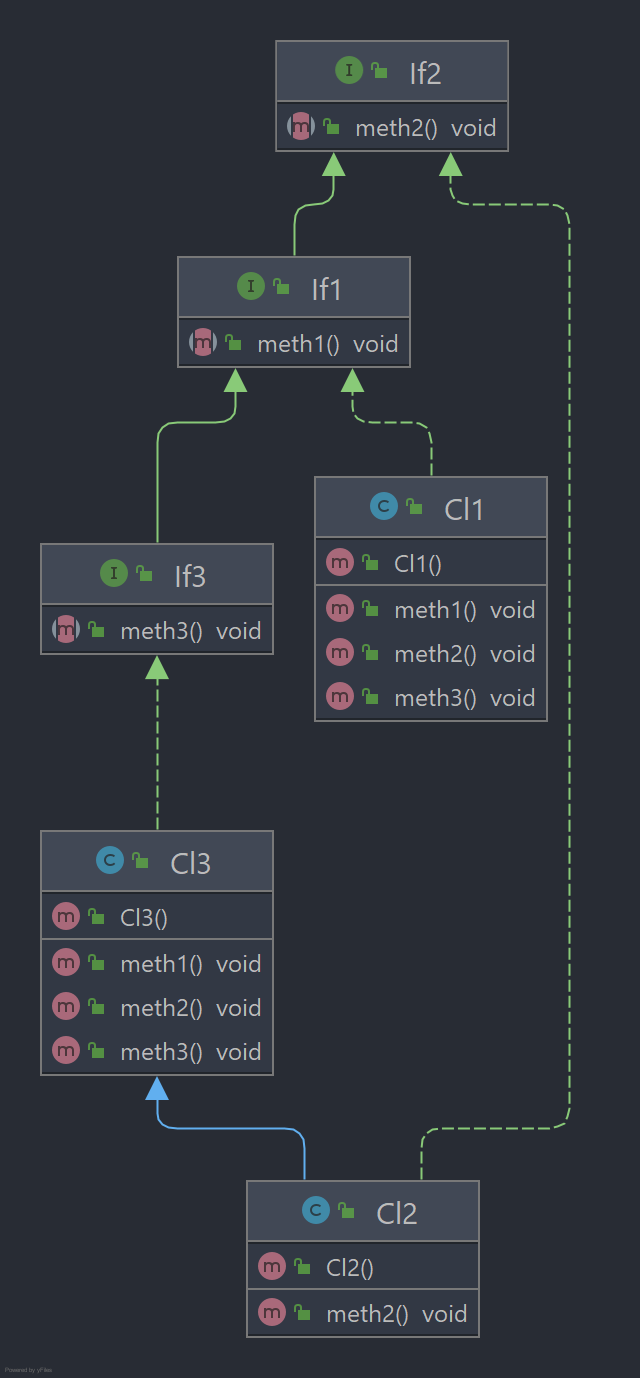 If2
meth2() void
If1
meth1() void
Cl1
Cl1()
meth1() void
meth2() void
meth3() void
If3
meth3() void
Cl3
Cl3()
meth1() void
meth2() void
meth3() void
Cl2
Cl2()
meth2() void
Powered by yFiles